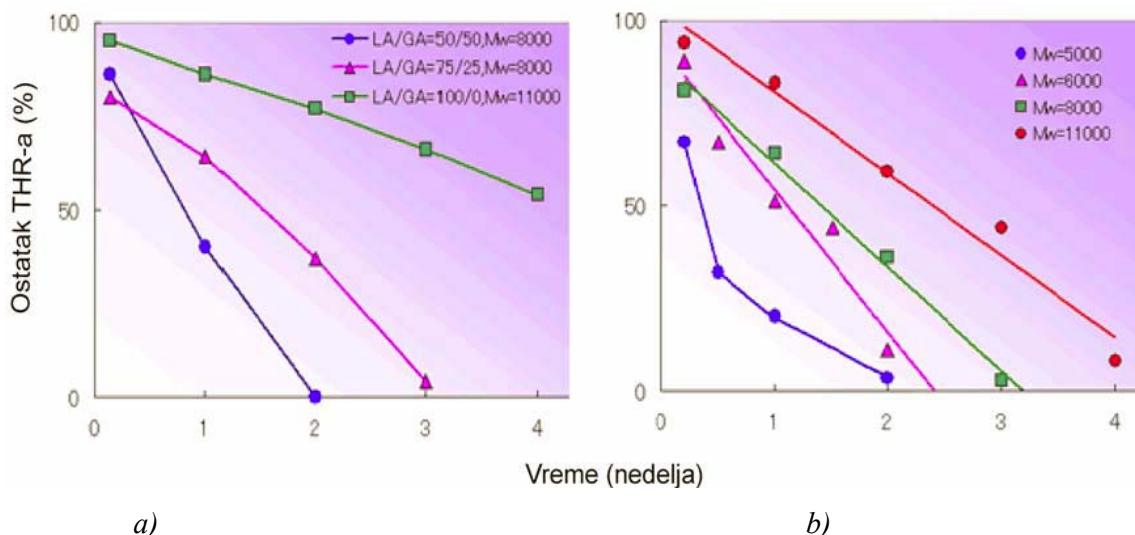 Ostatak THR-a (%)
100
50
0
LA/GA=50/50,Mw=8000
LA/GA=75/25,Mw=8000
LA/GA=100/0,Mw=11000
0 1 2 3 4
100
50
0
Mw=5000
Mw=6000
Mw=8000
Mw=11000
0 1 2 3 4
Vreme (nedelja)
a) b)